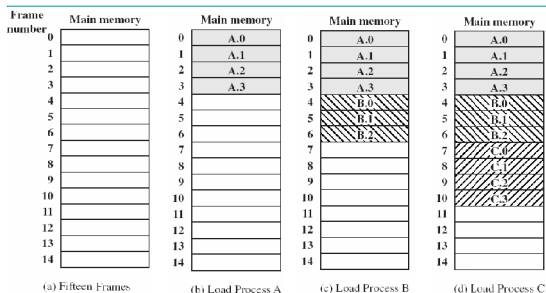 Frame number
Main memory
0
1
2
3
4
5
6
7
8
9
10
11
12
13
14
(a) Fifteen Frames
Main memory
0 A.0
1 A.1
2 A.2
3 A.3
4
5
6
7
8
9
10
11
12
13
14
(b) Load Process A
Main memory
0 A.0
1 A.1
2 A.2
3 A.3
4 B.0
5 B.1
6 B.2
7
8
9
10
11
12
13
14
(c) Load Process B
Main memory
0 A.0
1 A.1
2 A.2
3 A.3
4 B.0
5 B.1
6 B.2
7 C.0
8 C.1
9 C.2
10 C.3
11
12
13
14
(d) Load Process C